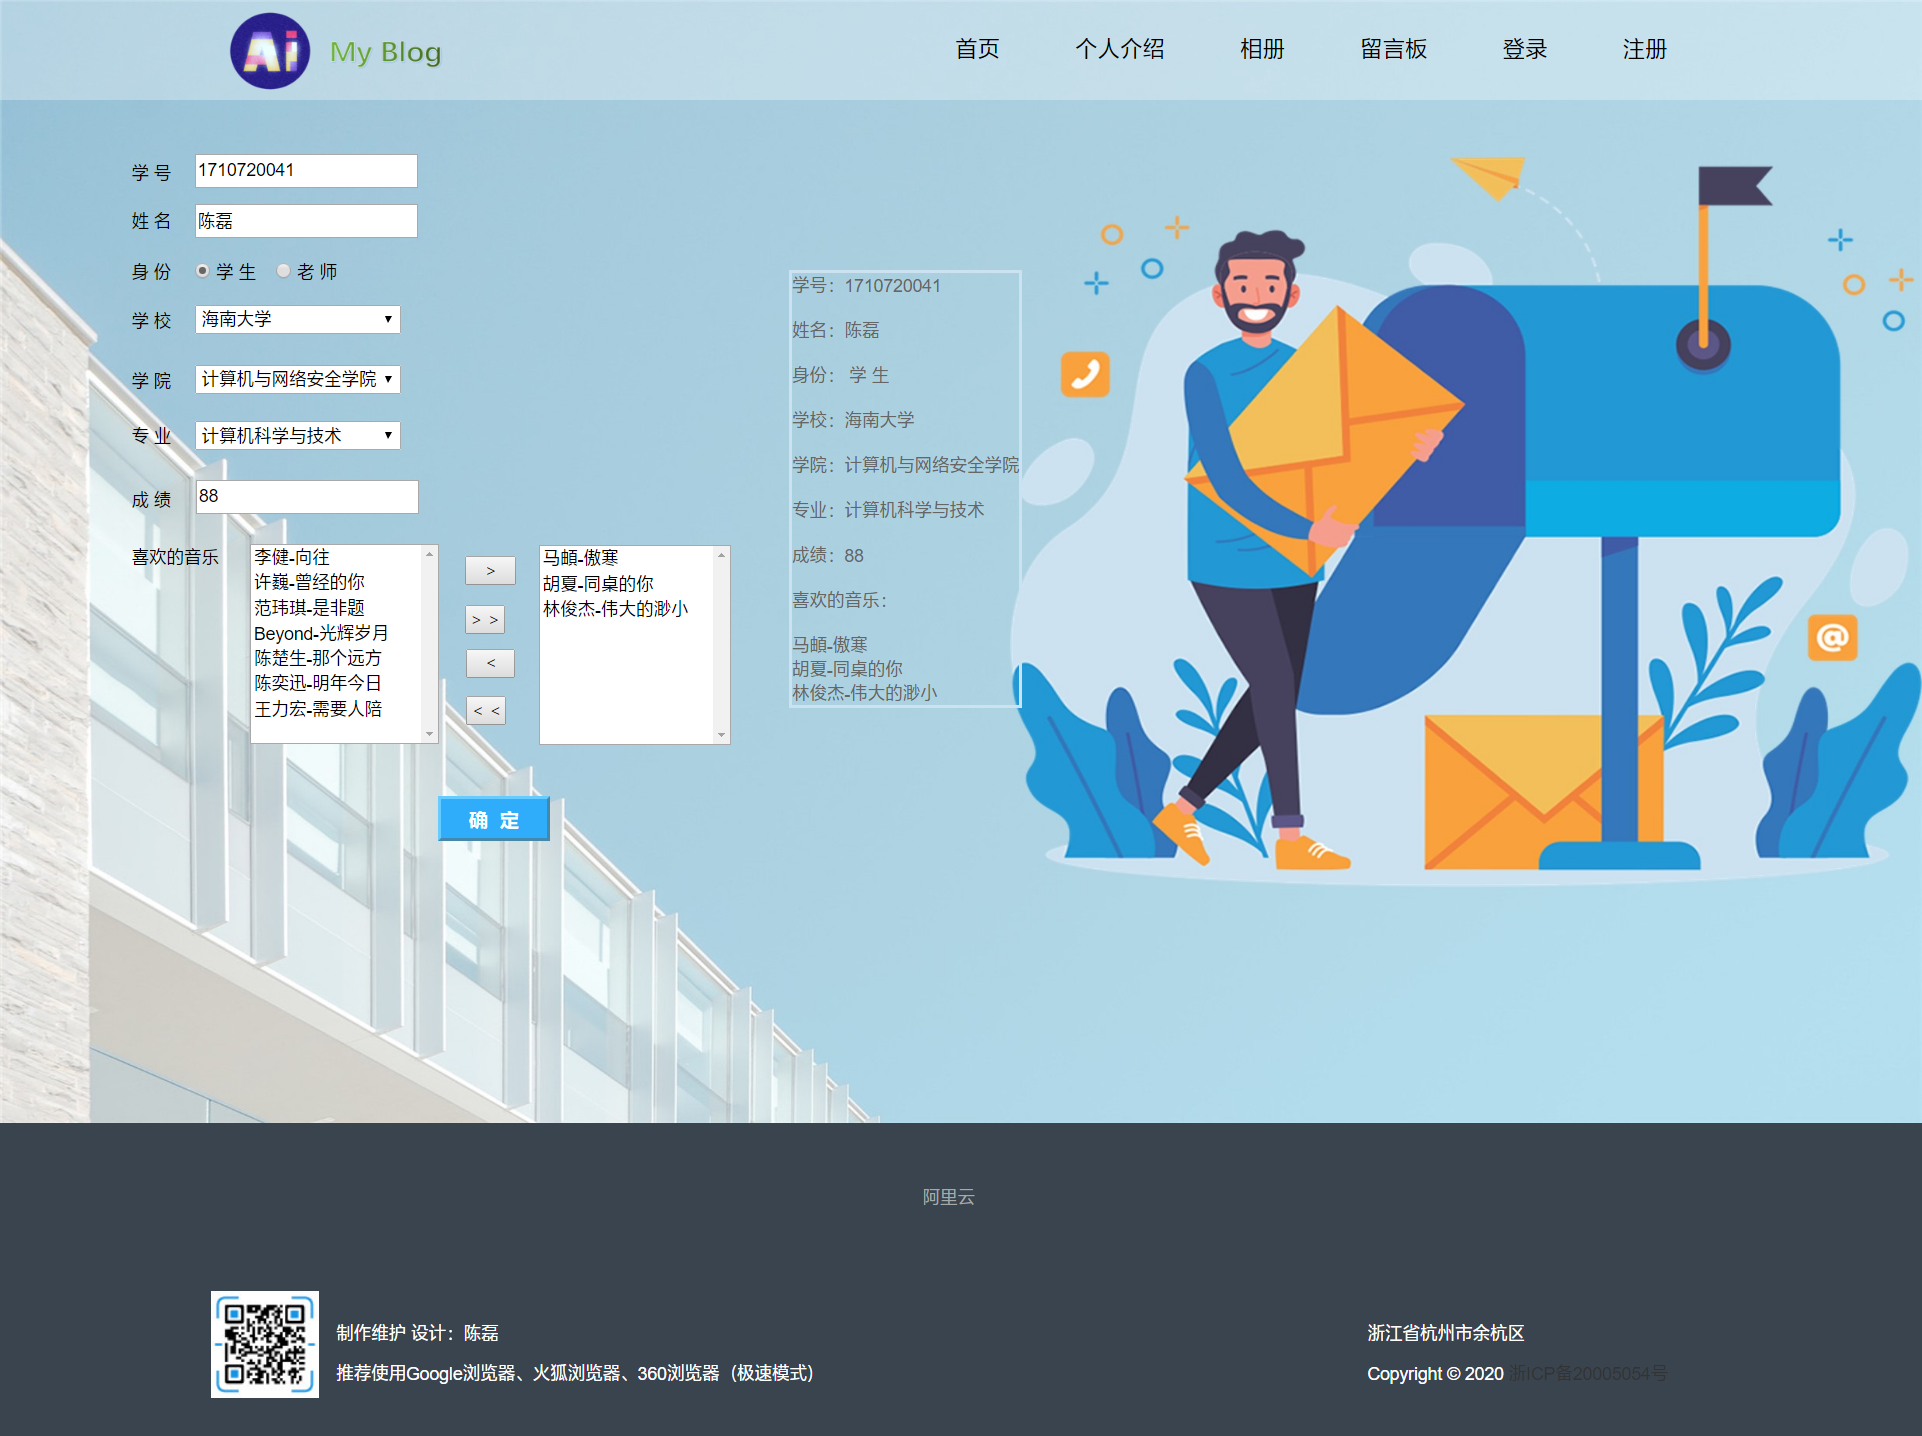 Ai My Blog 首页 个人介绍 相册 留言板 登录 注册
学 号 1710720041
姓 名 陈磊
身 份 学 生 老 师
学 校 海南大学
学 院 计算机与网络安全学院
专 业 计算机科学与技术
成 绩 88
喜欢的音乐
李健-向往
许巍-曾经的你
范玮琪-是非题
Beyond-光辉岁月
陈楚生-那个远方
陈奕迅-明年今日
王力宏-需要人陪
>
> >
<
< <
马頔-傲寒
胡夏-同桌的你
林俊杰-伟大的渺小
确 定
学号：1710720041
姓名：陈磊
身份： 学 生
学校：海南大学
学院：计算机与网络安全学院
专业：计算机科学与技术
成绩：88
喜欢的音乐：
马頔-傲寒
胡夏-同桌的你
林俊杰-伟大的渺小
@
阿里云
制作维护 设计：陈磊
推荐使用Google浏览器、火狐浏览器、360浏览器（极速模式）
浙江省杭州市余杭区
Copyright © 2020 浙ICP备20005054号